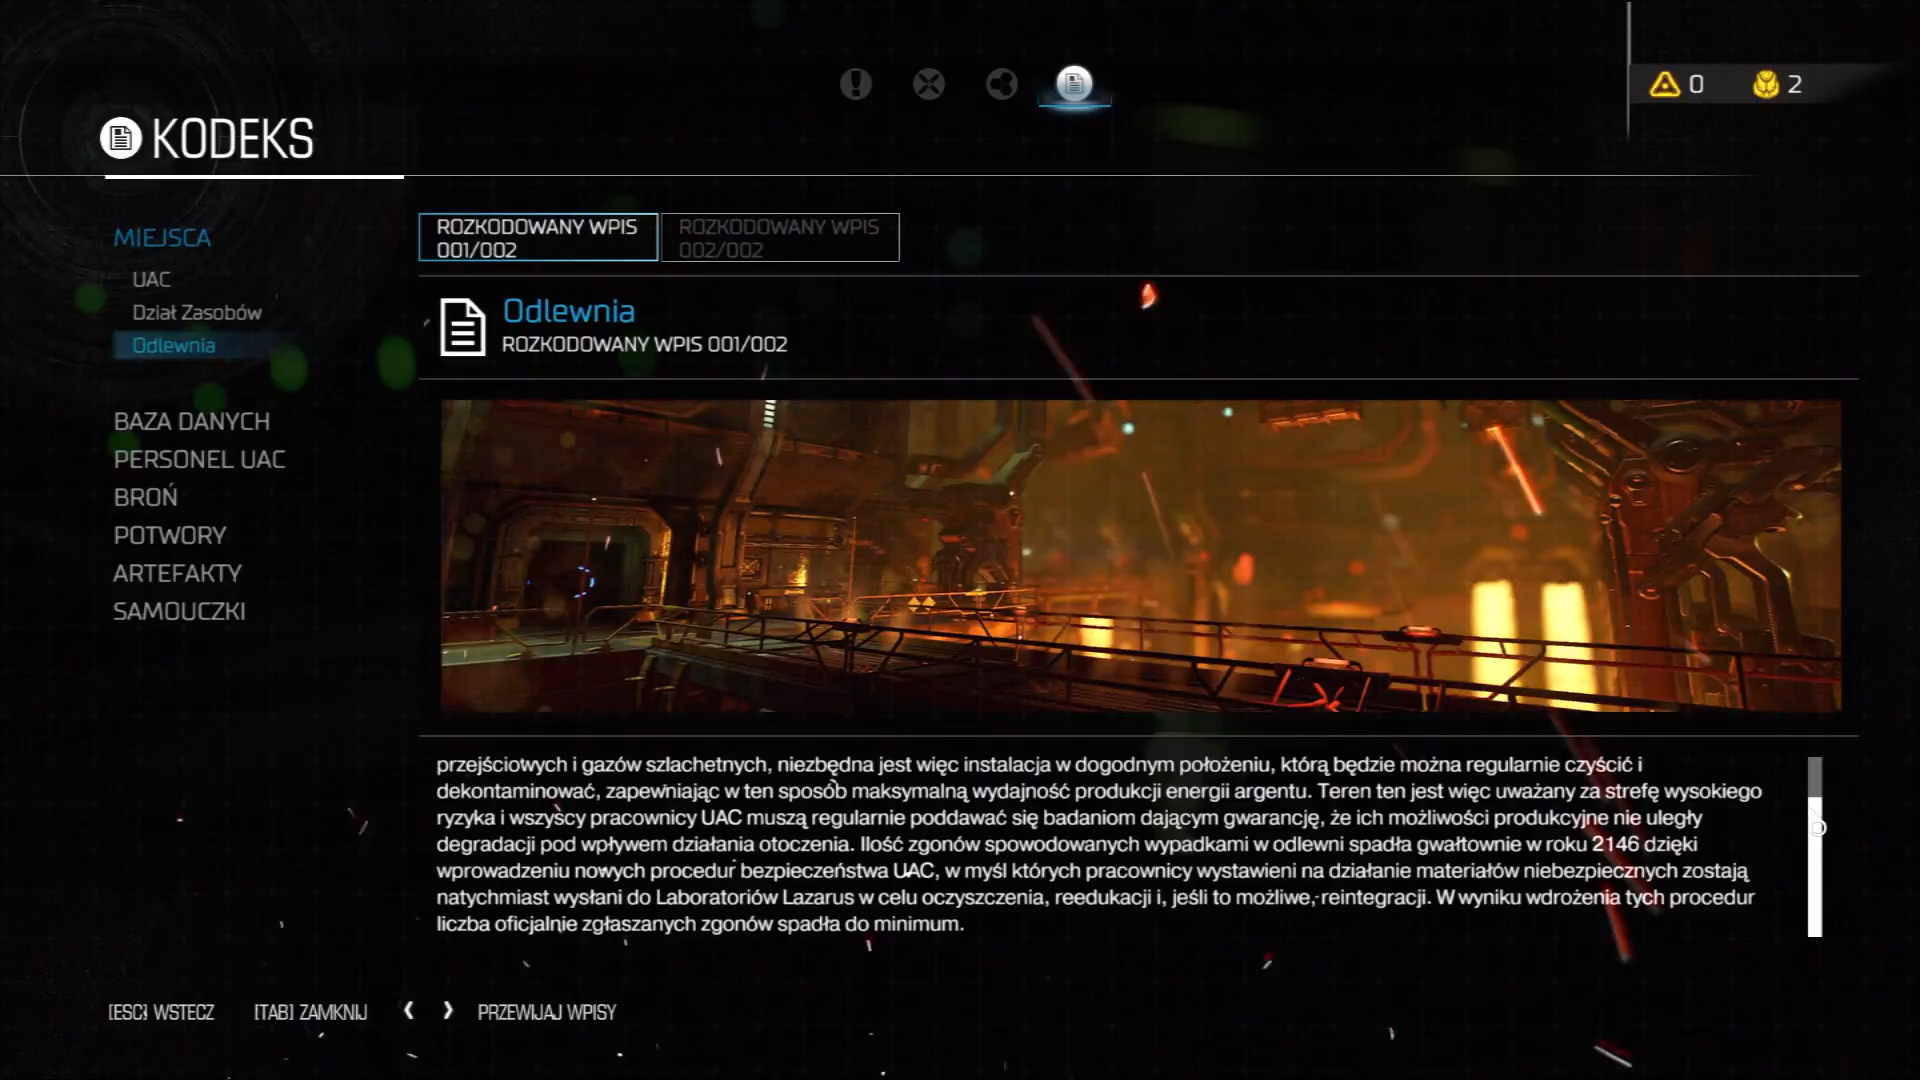 0 2
KODEKS
MIEJSCA
UAC
Dział Zasobów
Odlewnia
BAZA DANYCH
PERSONEL UAC
BROŃ
POTWORY
ARTEFAKTY
SAMOUCZKI
ROZKODOWANY WPIS
001/002
ROZKODOWANY WPIS
002/002
Odlewnia
ROZKODOWANY WPIS 001/002
przejściowych i gazów szlachetnych, niezbędna jest więc instalacja w dogodnym położeniu, którą będzie można regularnie czyścić i
dekontaminować, zapewniając w ten sposób maksymalną wydajność produkcji energii argentu. Teren ten jest więc uważany za strefę wysokiego
ryzyka i wszyscy pracownicy UAC muszą regularnie poddawać się badaniom dającym gwarancję, że ich możliwości produkcyjne nie uległy
degradacji pod wpływem działania otoczenia. Ilość zgonów spowodowanych wypadkami w odlewni spadła gwałtownie w roku 2146 dzięki
wprowadzeniu nowych procedur bezpieczeństwa UAC, w myśl których pracownicy wystawieni na działanie materiałów niebezpiecznych zostają
natychmiast wysłani do Laboratoriów Lazarus w celu oczyszczenia, reedukacji i, jeśli to możliwe, reintegracji. W wyniku wdrożenia tych procedur
liczba oficjalnie zgłaszanych zgonów spadła do minimum.
[ESC] WSTECZ [TAB] ZAMKNIJ PRZEWIJAJ WPISY